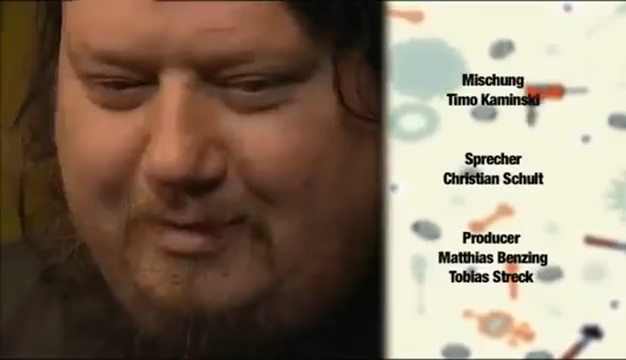 Mischung
Timo Kaminski
Sprecher
Christian Schult
Producer
Matthias Benzing
Tobias Streck